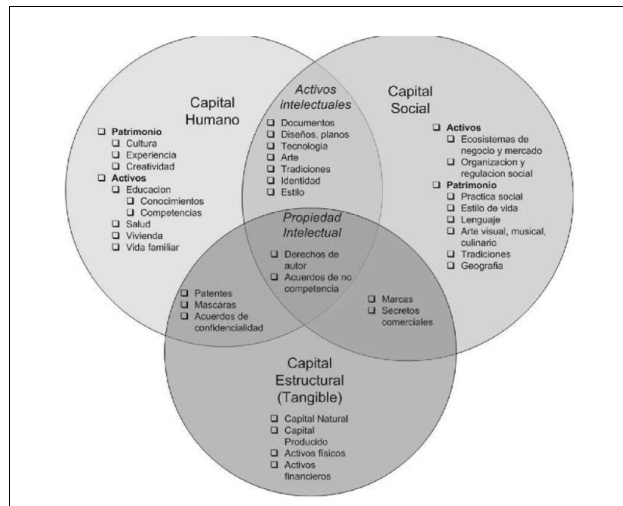 Capital
Humano
❑ Patrimonio
❑ Cultura
❑ Experiencia
❑ Creatividad
❑ Activos
❑ Educacion
❑ Conocimientos
❑ Competencias
❑ Salud
❑ Vivienda
❑ Vida familiar
Activos
intelectuales
❑ Documentos
❑ Diseños, planos
❑ Tecnología
❑ Arte
❑ Tradiciones
❑ Identidad
❑ Estilo
Capital
Social
❑ Activos
❑ Ecosistemas de
negocio y mercado
❑ Organizacion y
regulacion social
❑ Patrimonio
❑ Practica social
❑ Estilo de vida
❑ Lenguaje
❑ Arte visual, musical,
culinario
❑ Tradiciones
❑ Geografia
Propiedad
Intelectual
❑ Derechos de
autor
❑ Acuerdos de no
competencia
❑ Patentes
❑ Mascaras
❑ Acuerdos de
confidencialidad
❑ Marcas
❑ Secretos
comerciales
Capital
Estructural
(Tangible)
❑ Capital Natural
❑ Capital
Producido
❑ Activos físicos
❑ Activos
financieros